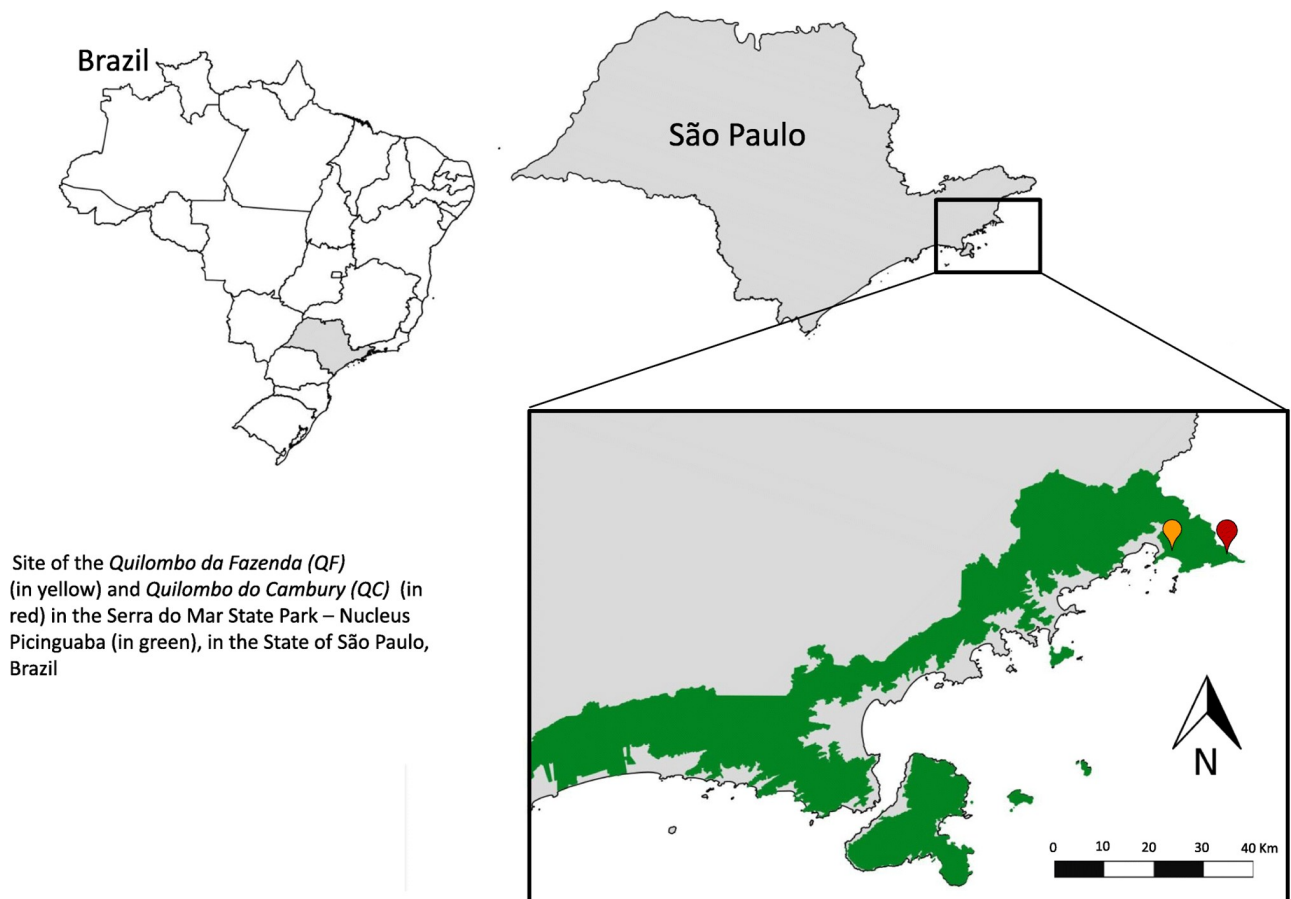 Brazil
São Paulo
Site of the Quilombo da Fazenda (QF)
(in yellow) and Quilombo do Cambury (QC) (in
red) in the Serra do Mar State Park – Nucleus
Picinguaba (in green), in the State of São Paulo,
Brazil
N
0 10 20 30 40 Km